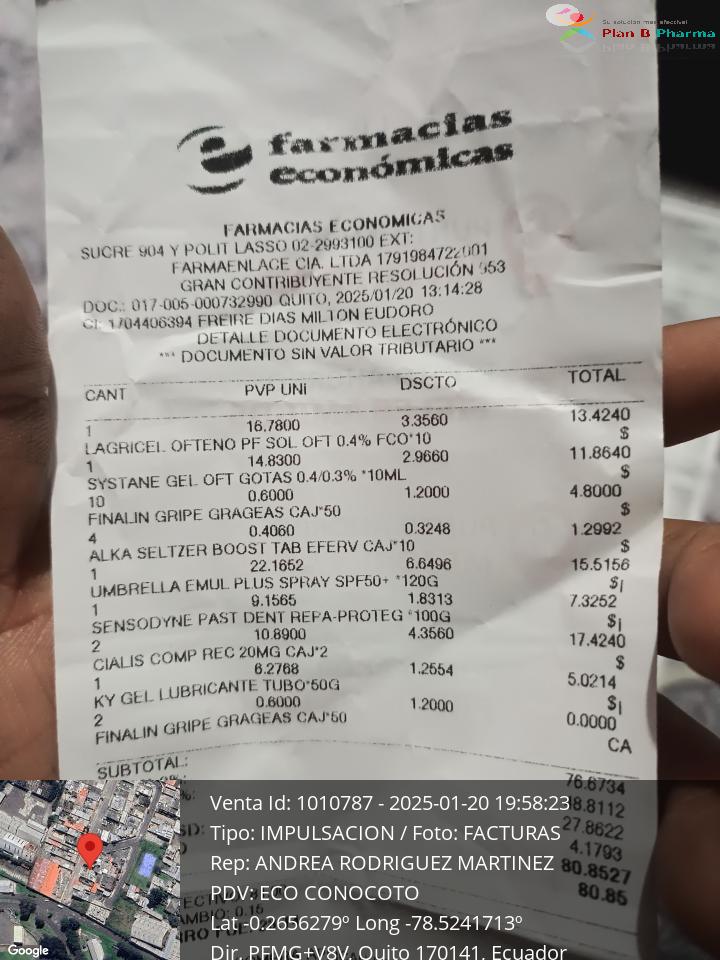 Su solución más efectiva!
Plan B Pharma
farmacias
económicas
FARMACIAS ECONOMICAS
SUCRE 904 Y POLIT LASSO 02-2993100 EXT:
FARMAENLACE CIA. LTDA 1791984722001
GRAN CONTRIBUYENTE RESOLUCIÓN 553
DOC.: 017-005-000732990 QUITO, 2025/01/20 13:14:28
CI: 1704406394 FREIRE DIAS MILTON EUDORO
DETALLE DOCUMENTO ELECTRÓNICO
*** DOCUMENTO SIN VALOR TRIBUTARIO ***
CANT PVP UNI DSCTO TOTAL
1 16.7800 3.3560 13.4240
LAGRICEL OFTENO PF SOL OFT 0.4% FCO*10 $
1 14.8300 2.9660 11.8640
SYSTANE GEL OFT GOTAS 0.4/0.3% *10ML $
10 0.6000 1.2000 4.8000
FINALIN GRIPE GRAGEAS CAJ*50 $
4 0.4060 0.3248 1.2992
ALKA SELTZER BOOST TAB EFERV CAJ*10 $
1 22.1652 6.6496 15.5156
UMBRELLA EMUL PLUS SPRAY SPF50+ *120G $i
1 9.1565 1.8313 7.3252
SENSODYNE PAST DENT REPA-PROTEG *100G $i
2 10.8900 4.3560 17.4240
CIALIS COMP REC 20MG CAJ*2 $
1 6.2768 1.2554 5.0214
KY GEL LUBRICANTE TUBO*50G $i
2 0.6000 1.2000 0.0000
FINALIN GRIPE GRAGEAS CAJ*50 CA
SUBTOTAL: 76.6734
%: 48.8112
27.8622
4.1793
80.8527
80.85
Venta Id: 1010787 - 2025-01-20 19:58:23
Tipo: IMPULSACION / Foto: FACTURAS
Rep: ANDREA RODRIGUEZ MARTINEZ
PDV: ECO CONOCOTO
Lat -0.2656279º Long -78.5241713º
Dir. PFMG+V8V, Quito 170141, Ecuador
Google